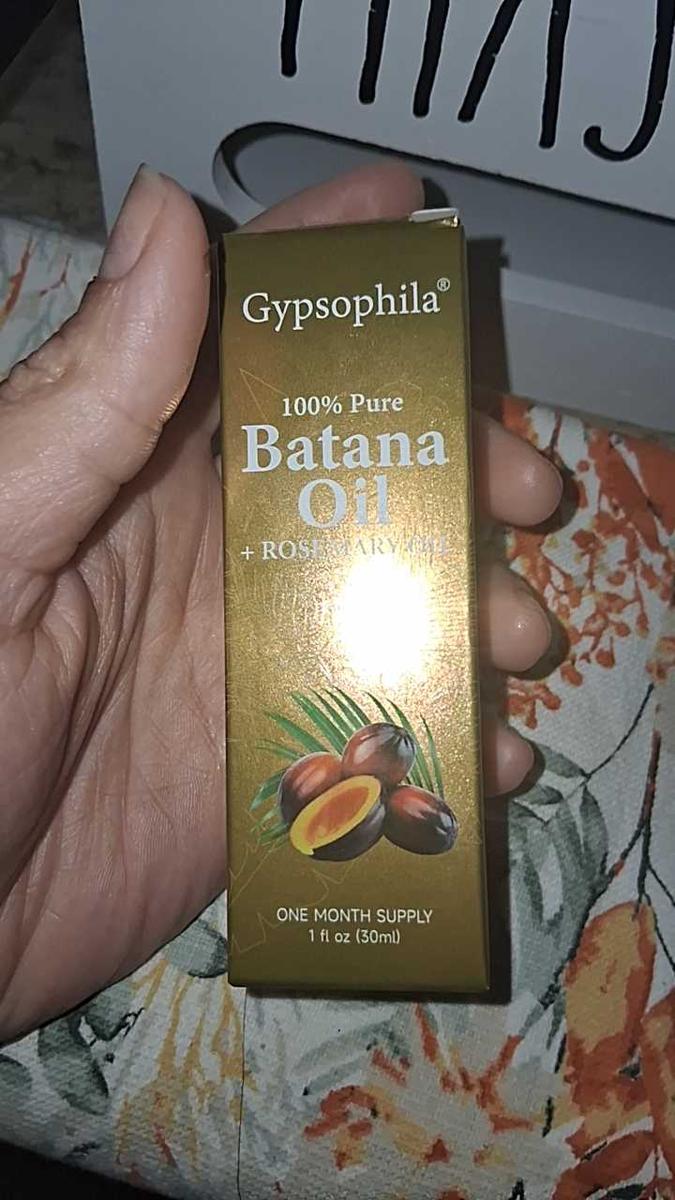 Gypsophila®
100% Pure
Batana
Oil
+ ROSEMARY OIL
ONE MONTH SUPPLY
1 fl oz (30ml)